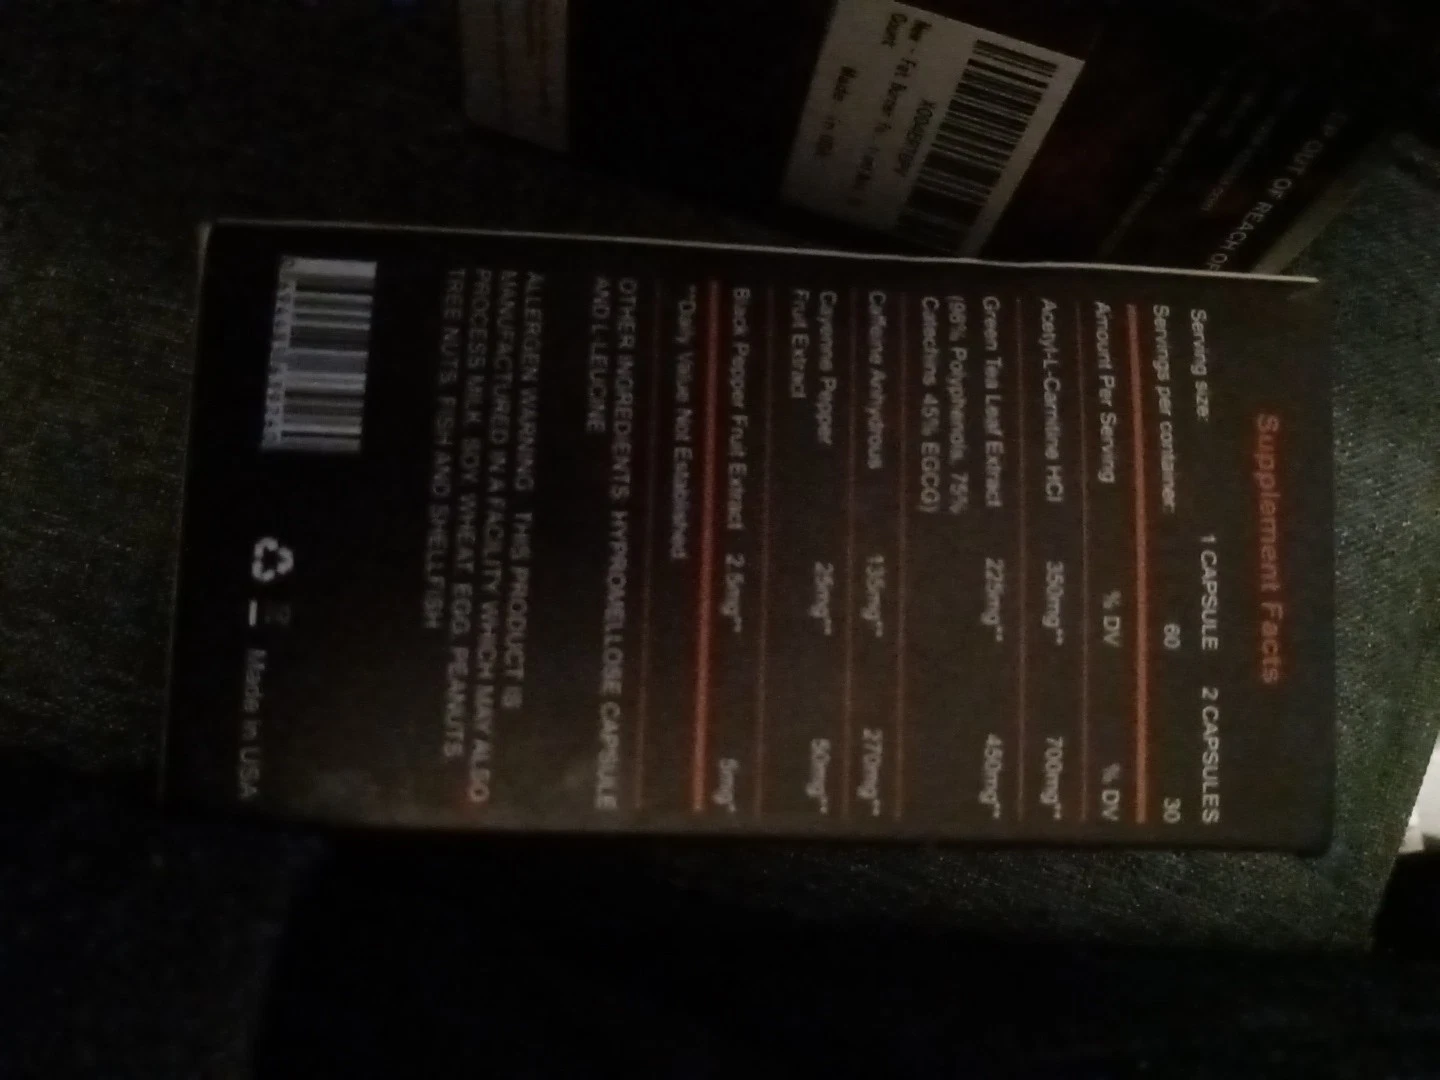 Supplement Facts
Serving size: 1 CAPSULE 2 CAPSULES
Servings per container: 60 30
Amount Per Serving % DV % DV
Acetyl-L-Carnitine HCl 350mg** 700mg**
Green Tea Leaf Extract 225mg** 450mg**
(98% Polyphenols, 75%
Catechins 45% EGCG)
Caffeine Anhydrous 135mg** 270mg**
Cayenne Pepper 25mg** 50mg**
Fruit Extract
Black Pepper Fruit Extract 2.5mg** 5mg*
**Daily Value Not Established
OTHER INGREDIENTS HYPROMELLOSE CAPSULE
AND L-LEUCINE
ALLERGEN WARNING THIS PRODUCT IS
MANUFACTURED IN A FACILITY WHICH MAY ALSO
PROCESS MILK, SOY, WHEAT, EGG, PEANUTS,
TREE NUTS, FISH AND SHELLFISH
Made in USA
Made in USA
OUT OF REACH OF